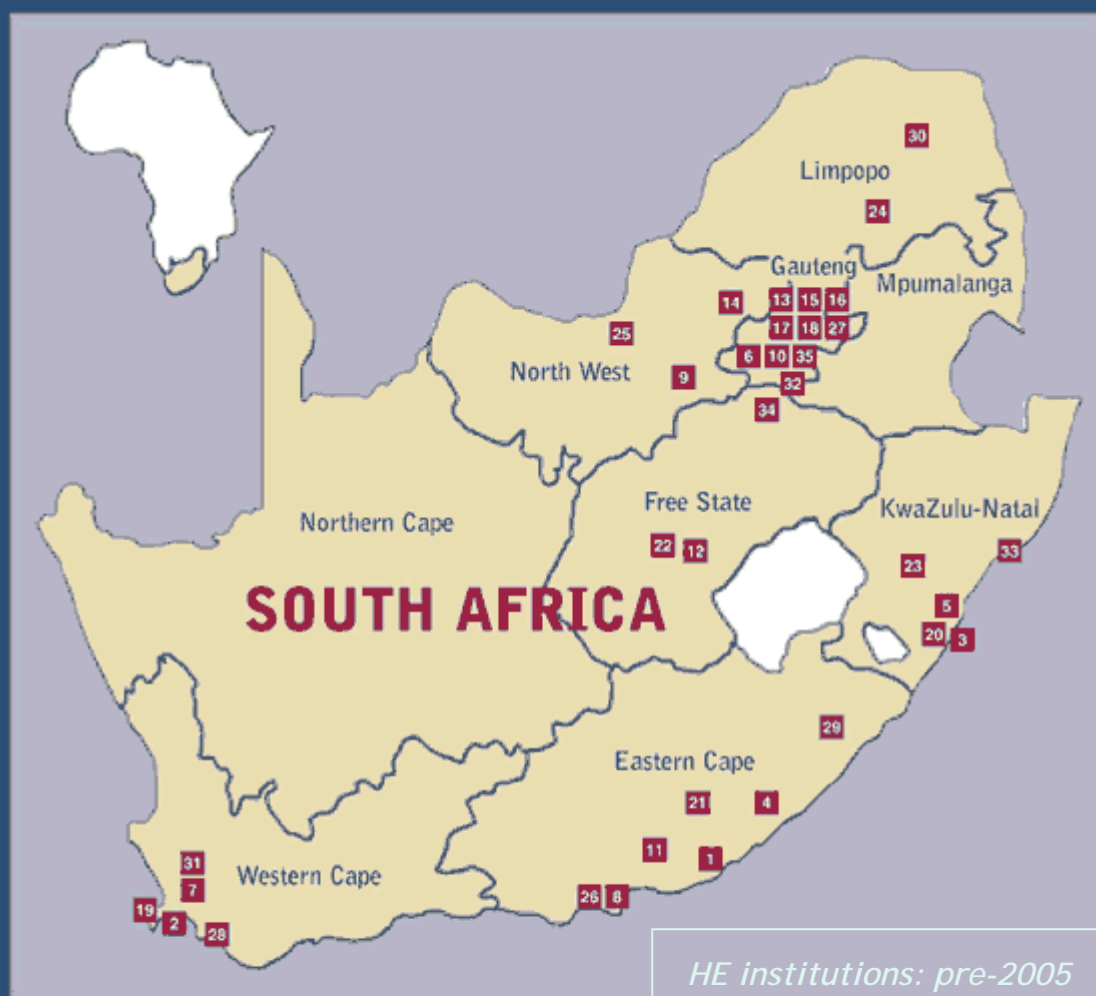 30
Limpopo
24
Gauteng
Mpumalanga
14 13 15 16
25 17 18 27
North West 9 6 10 35
32
34
Free State
KwaZulu-Natal
Northern Cape
22 12 33
23
SOUTH AFRICA
5
20 3
29
Eastern Cape
21 4
11 1
31
Western Cape
7
26 8
19 2 28
HE institutions: pre-2005